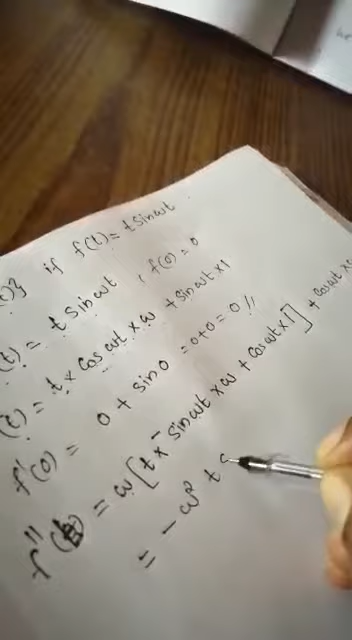 t)} if f(t) = t sinωt
(t) = t sinωt , f(0) = 0
(t) = t × cosωt × ω + sinωt × 1
f'(0) = 0 + sin0 = 0+0 = 0 //
f''(t) = ω [t × - sinωt × ω + cosωt × 1] + cosωt × ω
= - ω² t s